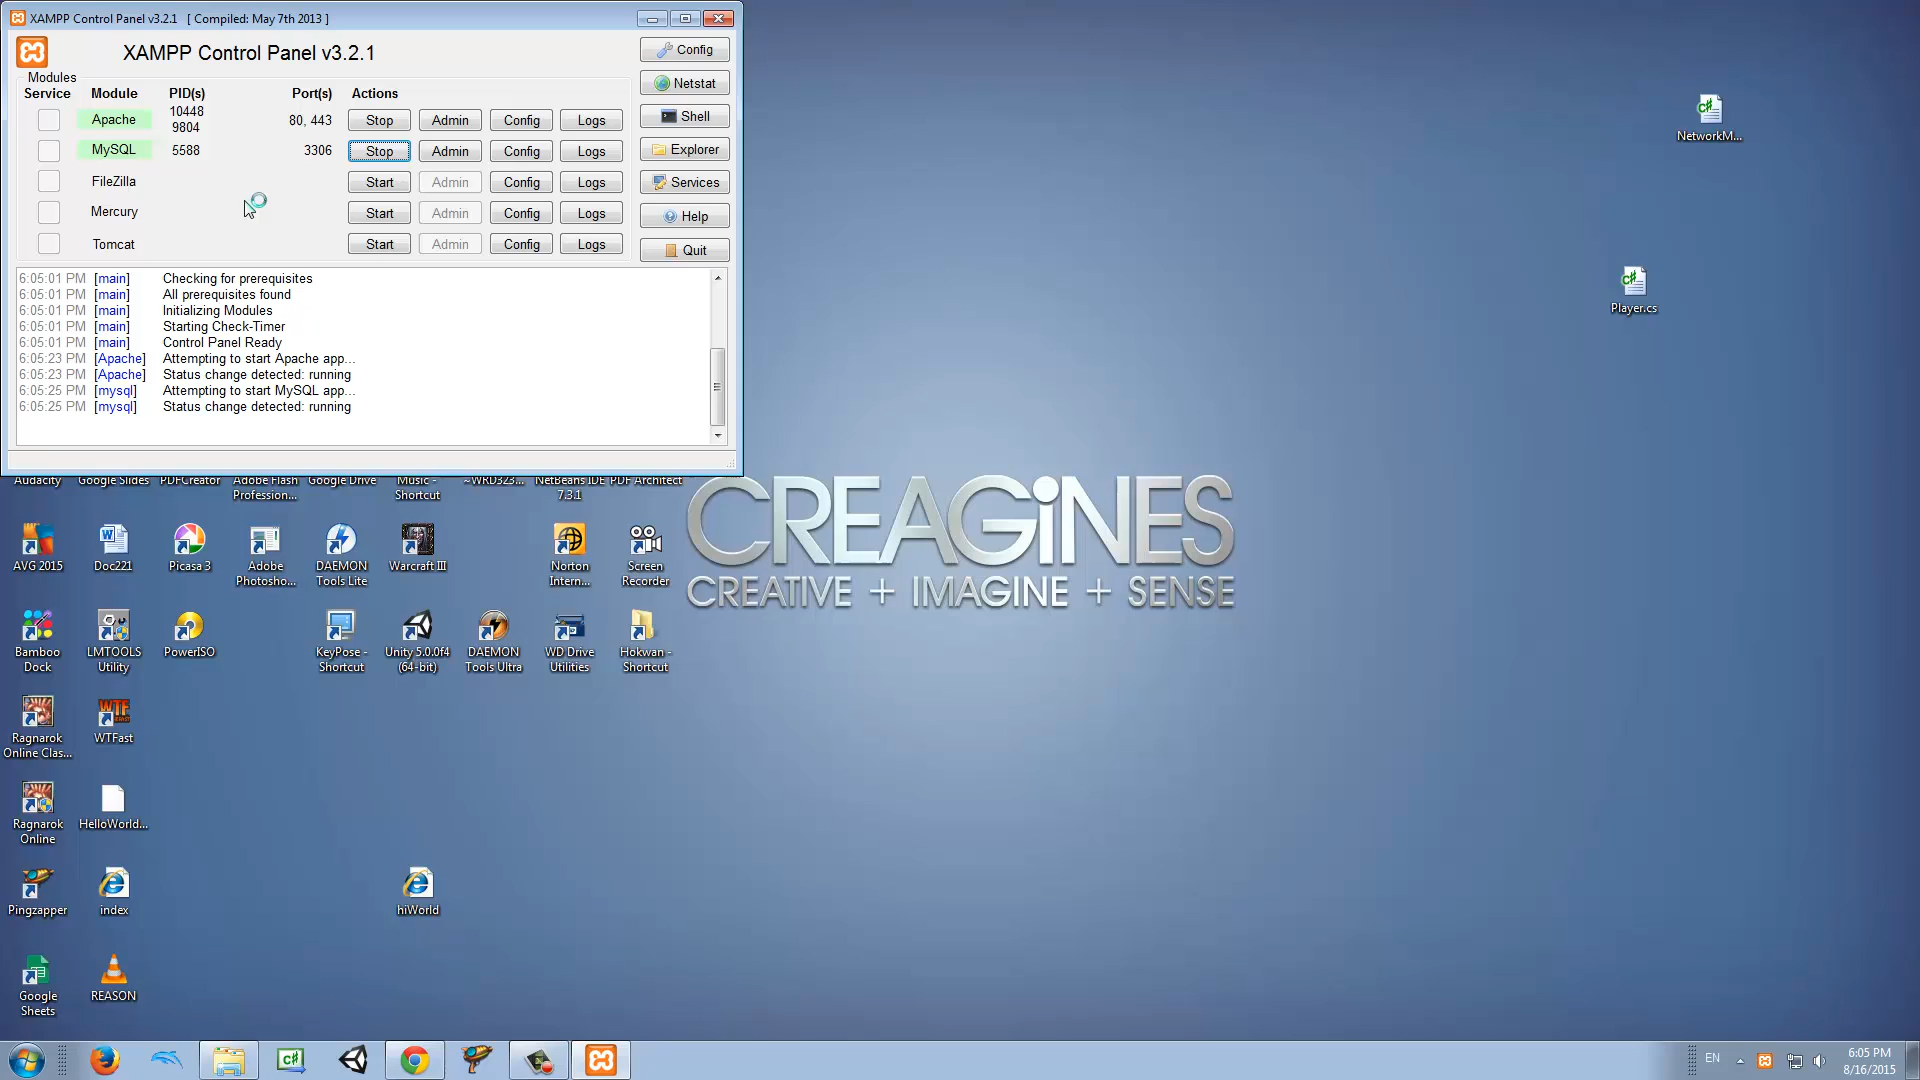 XAMPP Control Panel v3.2.1 [ Compiled: May 7th 2013 ]
XAMPP Control Panel v3.2.1
Config
Modules
Service Module PID(s) Port(s) Actions
Netstat
Apache 10448 9804 80, 443 Stop Admin Config Logs
Shell
MySQL 5588 3306 Stop Admin Config Logs
Explorer
FileZilla Start Admin Config Logs
Services
Mercury Start Admin Config Logs
Help
Tomcat Start Admin Config Logs
Quit
6:05:01 PM [main] Checking for prerequisites
6:05:01 PM [main] All prerequisites found
6:05:01 PM [main] Initializing Modules
6:05:01 PM [main] Starting Check-Timer
6:05:01 PM [main] Control Panel Ready
6:05:23 PM [Apache] Attempting to start Apache app...
6:05:23 PM [Apache] Status change detected: running
6:05:25 PM [mysql] Attempting to start MySQL app...
6:05:25 PM [mysql] Status change detected: running
NetworkM...
Player.cs
Audacity
Google Slides
PDFCreator
Adobe Flash
Profession...
Google Drive
Music -
Shortcut
~WRD323...
NetBeans IDE
7.3.1
PDF Architect
CREAGiNES
CREATIVE + IMAGINE + SENSE
AVG 2015
Doc221
Picasa 3
Adobe
Photosho...
DAEMON
Tools Lite
Warcraft III
Norton
Intern...
Screen
Recorder
Bamboo
Dock
LMTOOLS
Utility
PowerISO
KeyPose -
Shortcut
Unity 5.0.0f4
(64-bit)
DAEMON
Tools Ultra
WD Drive
Utilities
Hokwan -
Shortcut
Ragnarok
Online Clas...
WTF
WTFast
Ragnarok
Online
HelloWorld...
Pingzapper
index
hiWorld
Google
Sheets
REASON
EN
6:05 PM
8/16/2015